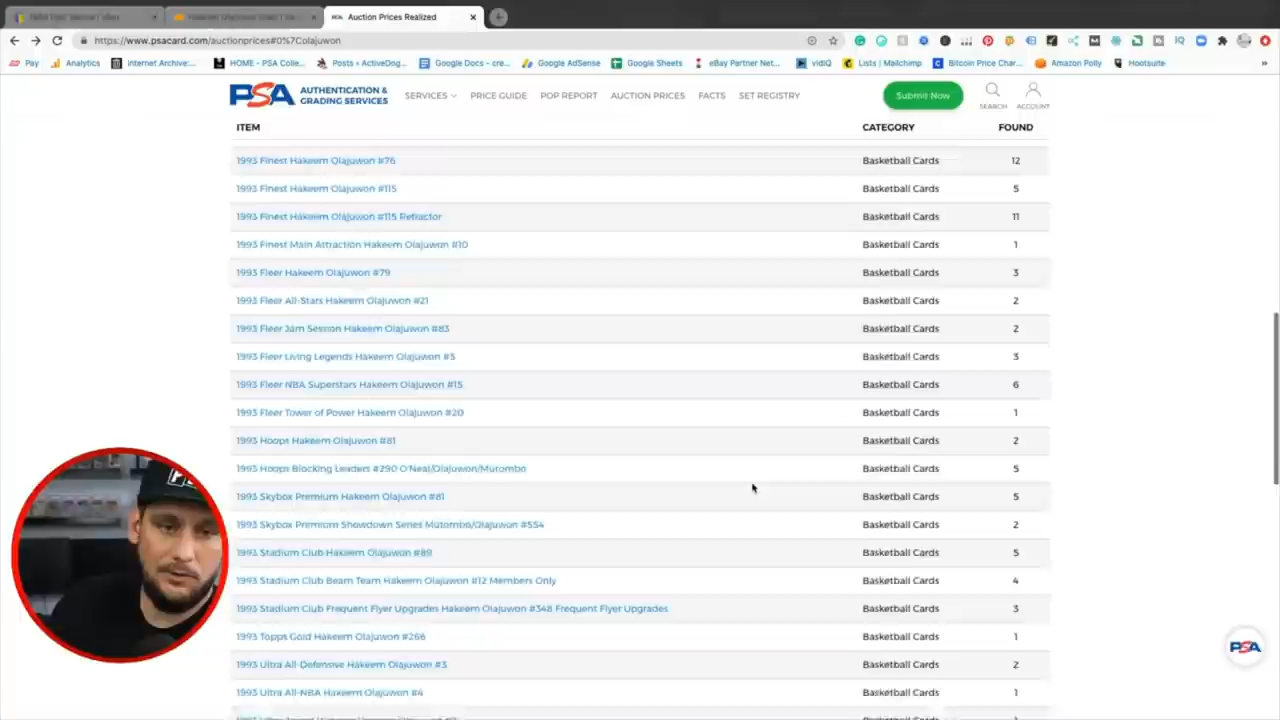 Auction Prices Realized
https://www.psacard.com/auctionprices#0%7Colajuwon
Pay Analytics Internet Archive:... HOME - PSA Colle... Posts ‹ ActiveDog... Google Docs - cre... Google AdSense Google Sheets eBay Partner Net... vidIQ Lists | Mailchimp Bitcoin Price Char... Amazon Polly Hootsuite »
PSA AUTHENTICATION & GRADING SERVICES SERVICES PRICE GUIDE POP REPORT AUCTION PRICES FACTS SET REGISTRY Submit Now SEARCH ACCOUNT
ITEM CATEGORY FOUND
1993 Finest Hakeem Olajuwon #76 Basketball Cards 12
1993 Finest Hakeem Olajuwon #115 Basketball Cards 5
1993 Finest Hakeem Olajuwon #115 Refractor Basketball Cards 11
1993 Finest Main Attraction Hakeem Olajuwon #10 Basketball Cards 1
1993 Fleer Hakeem Olajuwon #79 Basketball Cards 3
1993 Fleer All-Stars Hakeem Olajuwon #21 Basketball Cards 2
1993 Fleer Jam Session Hakeem Olajuwon #83 Basketball Cards 2
1993 Fleer Living Legends Hakeem Olajuwon #5 Basketball Cards 3
1993 Fleer NBA Superstars Hakeem Olajuwon #15 Basketball Cards 6
1993 Fleer Tower of Power Hakeem Olajuwon #20 Basketball Cards 1
1993 Hoops Hakeem Olajuwon #81 Basketball Cards 2
1993 Hoops Blocking Leaders #290 O'Neal/Olajuwon/Mutombo Basketball Cards 5
1993 Skybox Premium Hakeem Olajuwon #81 Basketball Cards 5
1993 Skybox Premium Showdown Series Mutombo/Olajuwon #SS4 Basketball Cards 2
1993 Stadium Club Hakeem Olajuwon #89 Basketball Cards 5
1993 Stadium Club Beam Team Hakeem Olajuwon #12 Members Only Basketball Cards 4
1993 Stadium Club Frequent Flyer Upgrades Hakeem Olajuwon #348 Frequent Flyer Upgrades Basketball Cards 3
1993 Topps Gold Hakeem Olajuwon #266 Basketball Cards 1
1993 Ultra All-Defensive Hakeem Olajuwon #3 Basketball Cards 2
1993 Ultra All-NBA Hakeem Olajuwon #4 Basketball Cards 1
PSA